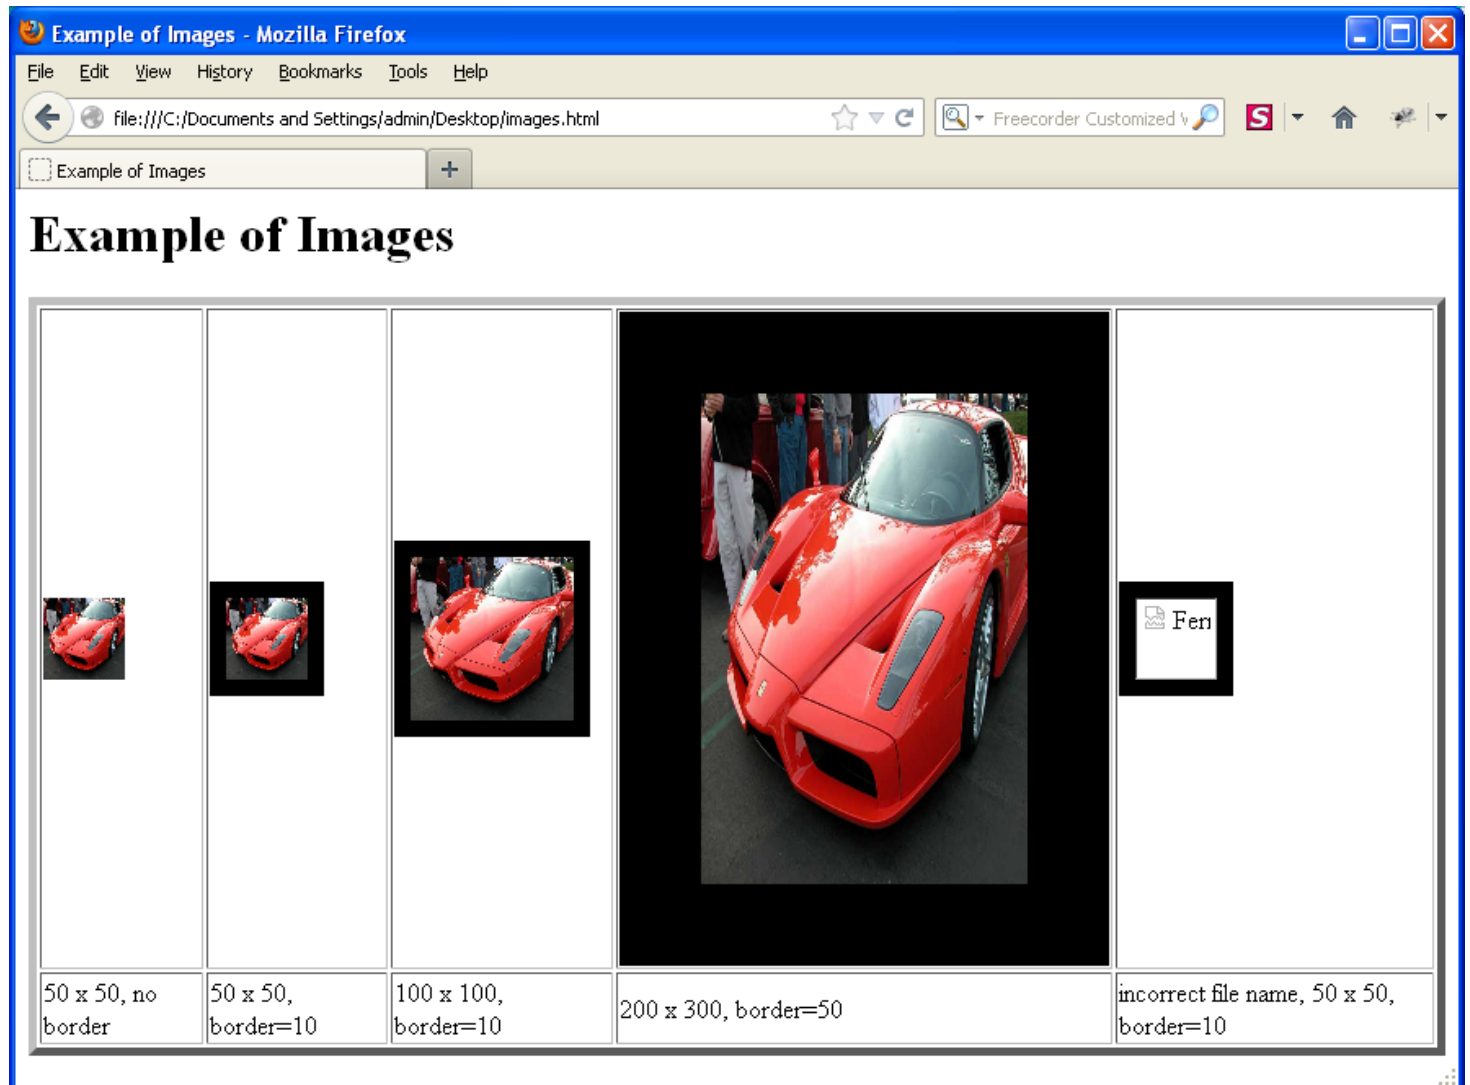 Example of Images - Mozilla Firefox
File Edit View History Bookmarks Tools Help
file:///C:/Documents and Settings/admin/Desktop/images.html
Freecorder Customized
S
Example of Images
Example of Images
Fer
50 x 50, no
border
50 x 50,
border=10
100 x 100,
border=10
200 x 300, border=50
incorrect file name, 50 x 50,
border=10